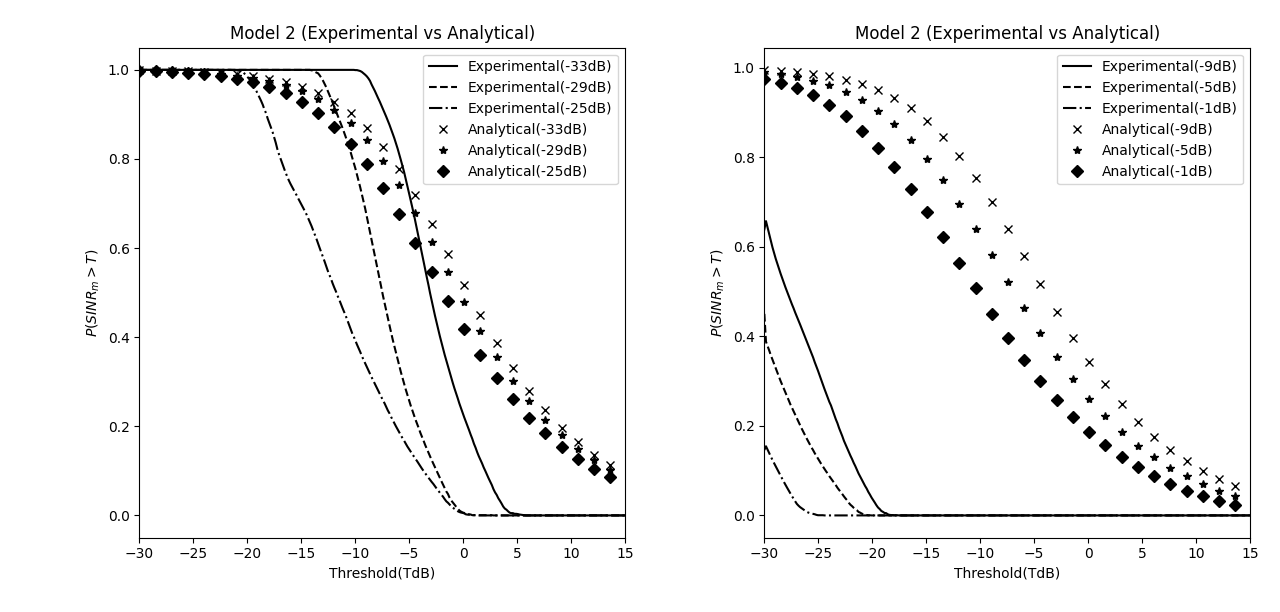 Model 2 (Experimental vs Analytical)
P(SINRm > T)
1.0
0.8
0.6
0.4
0.2
0.0
−30 −25 −20 −15 −10 −5 0 5 10 15
Threshold(TdB)
Experimental(-33dB)
Experimental(-29dB)
Experimental(-25dB)
Analytical(-33dB)
Analytical(-29dB)
Analytical(-25dB)
Model 2 (Experimental vs Analytical)
P(SINRm > T)
1.0
0.8
0.6
0.4
0.2
0.0
−30 −25 −20 −15 −10 −5 0 5 10 15
Threshold(TdB)
Experimental(-9dB)
Experimental(-5dB)
Experimental(-1dB)
Analytical(-9dB)
Analytical(-5dB)
Analytical(-1dB)